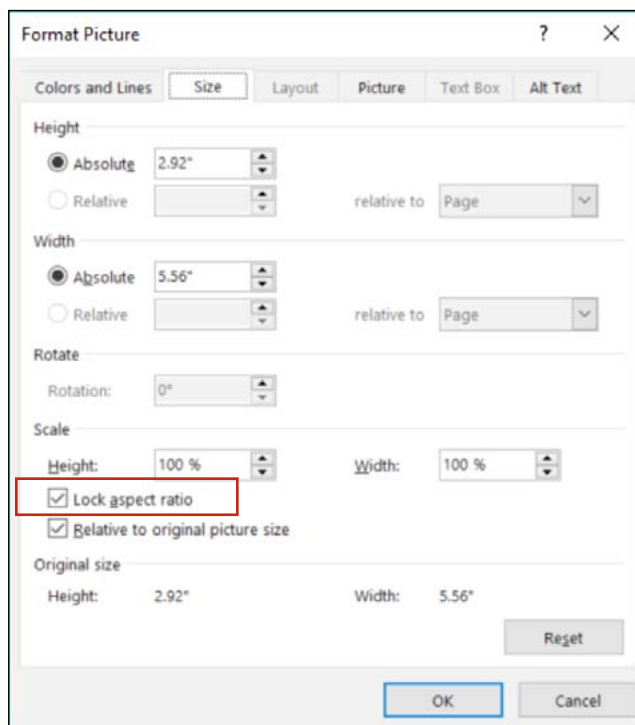 Format Picture ?
Colors and Lines Size Layout Picture Text Box Alt Text
Height
Absolute 2.92"
Relative relative to Page
Width
Absolute 5.56"
Relative relative to Page
Rotate
Rotation: 0°
Scale
Height: 100 % Width: 100 %
Lock aspect ratio
Relative to original picture size
Original size
Height: 2.92" Width: 5.56"
Reset
OK Cancel